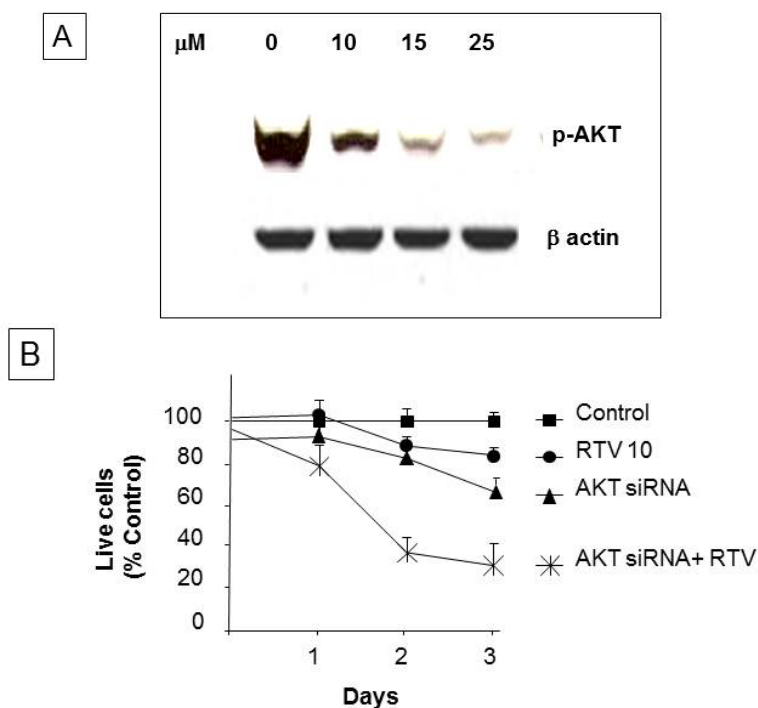 A
μM 0 10 15 25
p-AKT
β actin
B
Live cells
(% Control)
100
80
60
40
20
0
1 2 3
Days
Control
RTV 10
AKT siRNA
AKT siRNA+ RTV